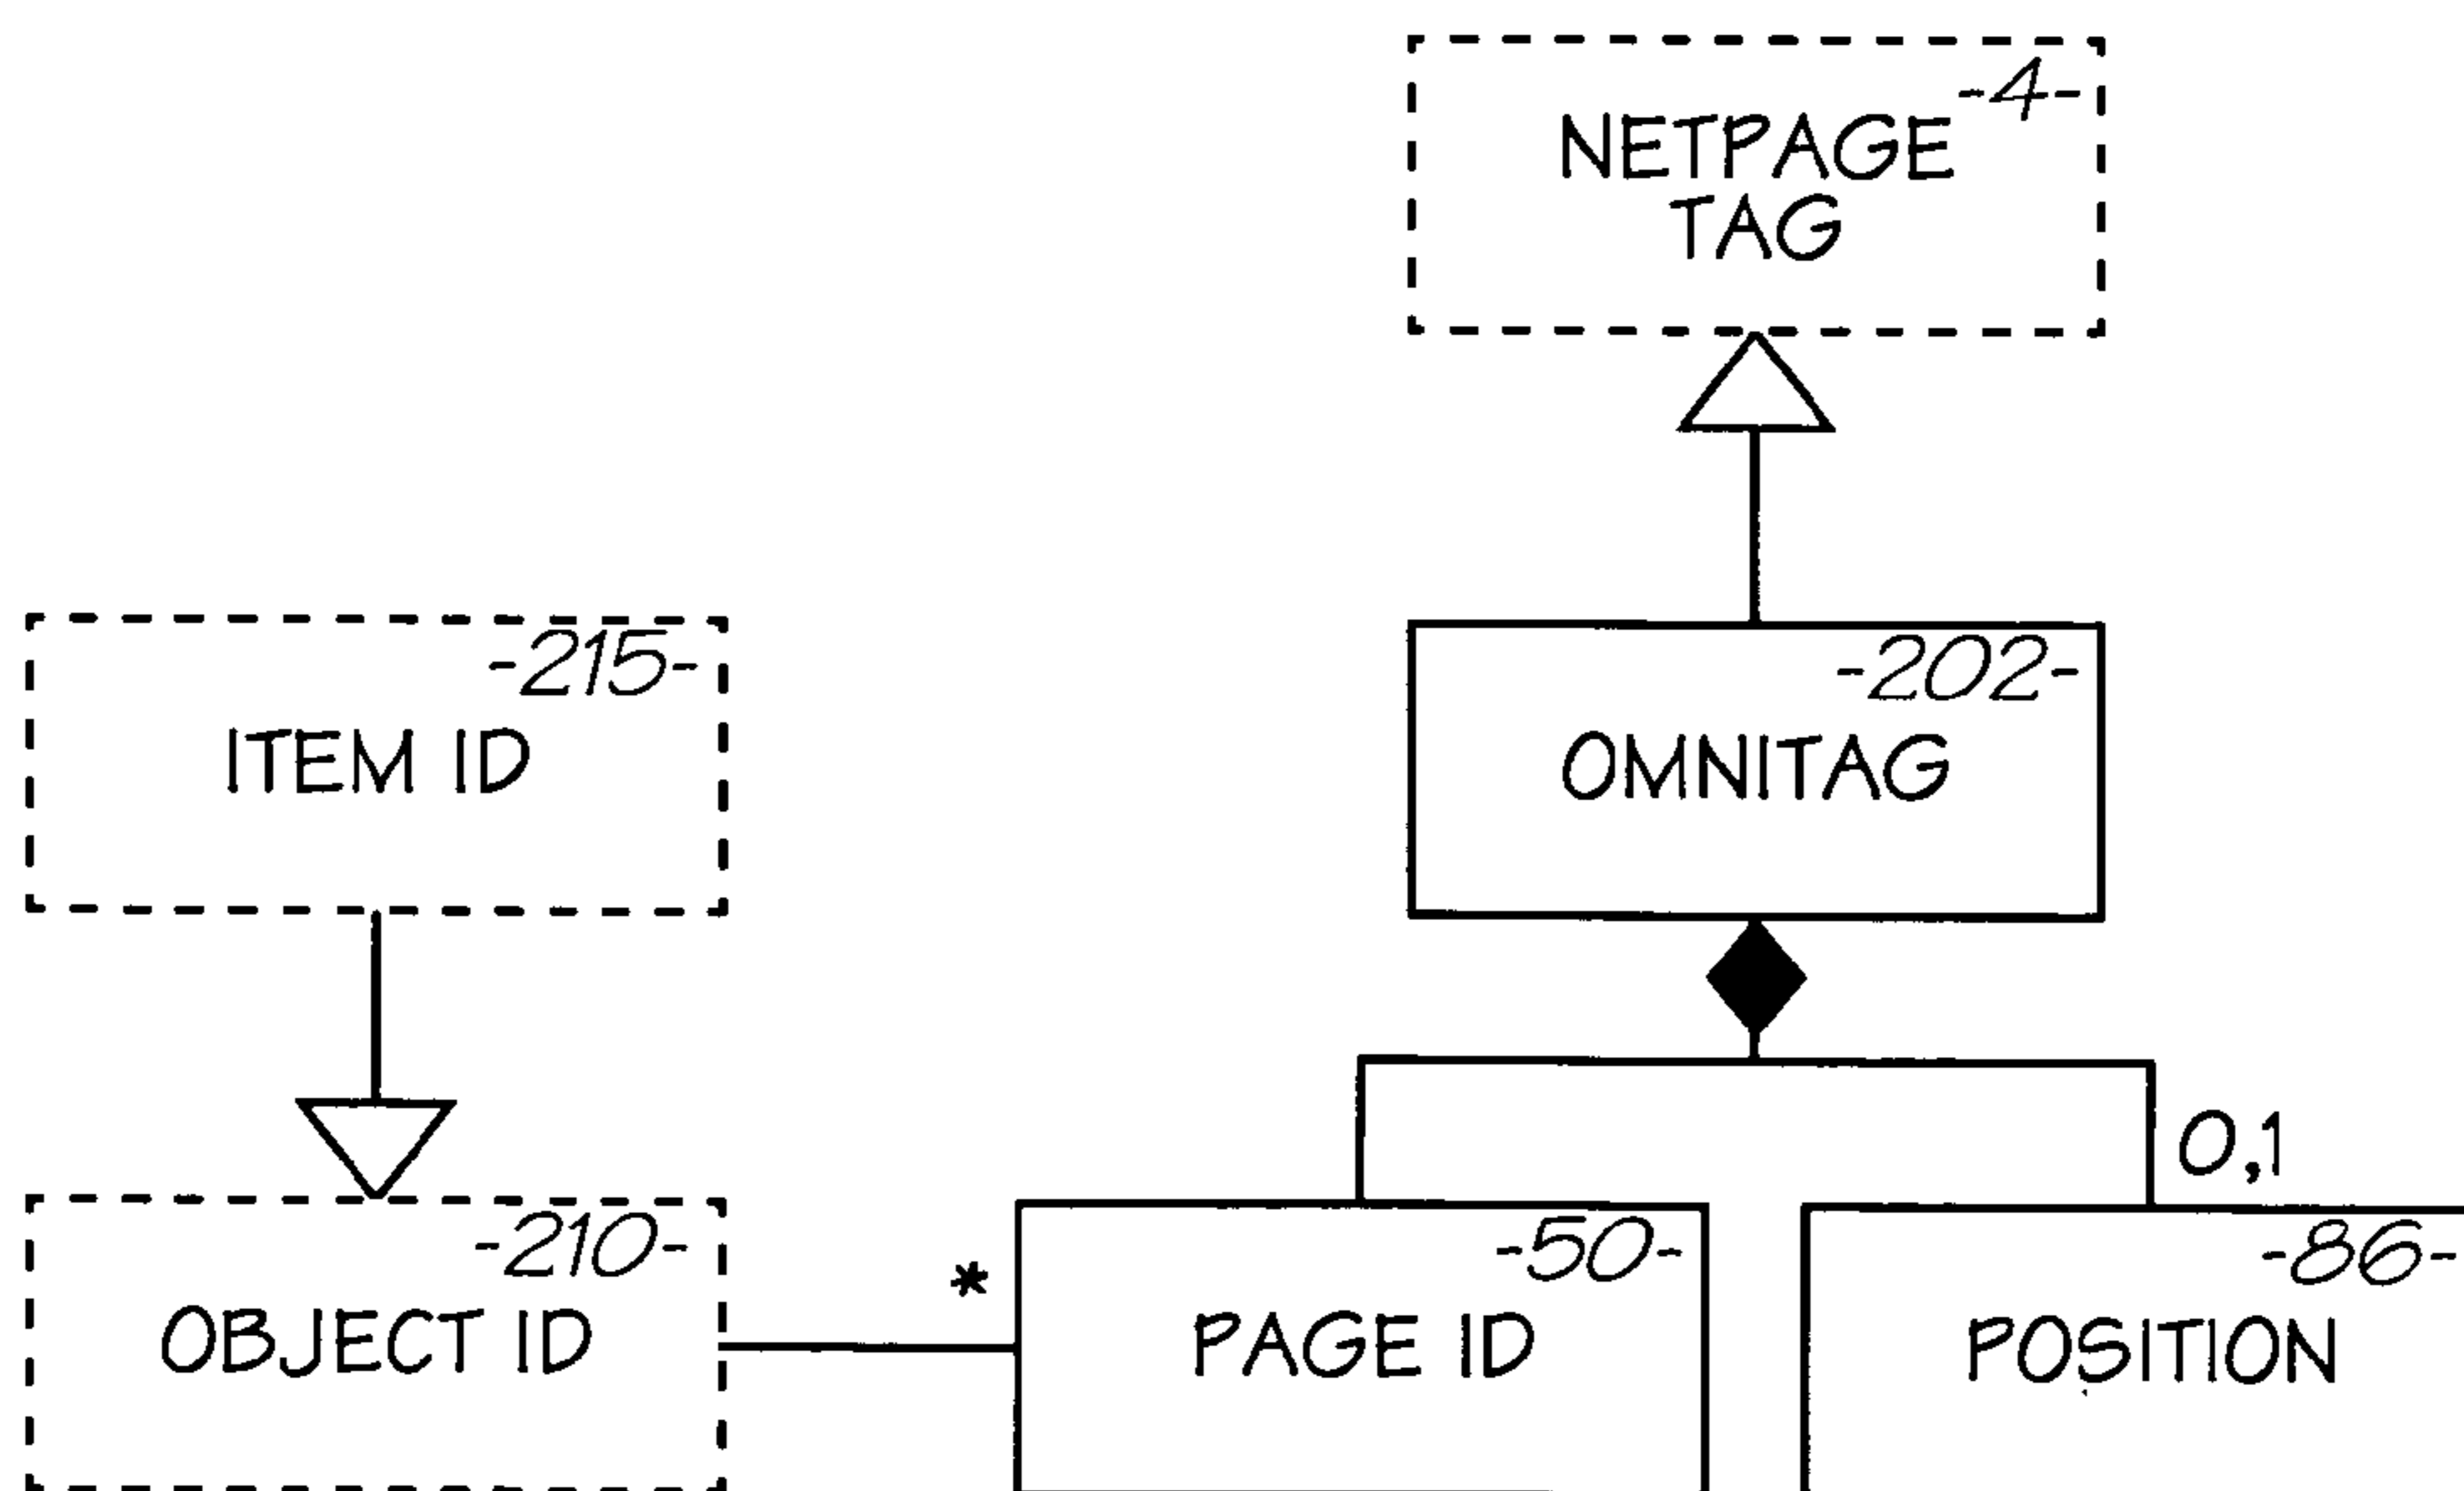 -4-
NETPAGE
TAG
-215-
ITEM ID
-202-
OMNITAG
0,1
-210-
OBJECT ID
*
-50-
PAGE ID
-86-
POSITION